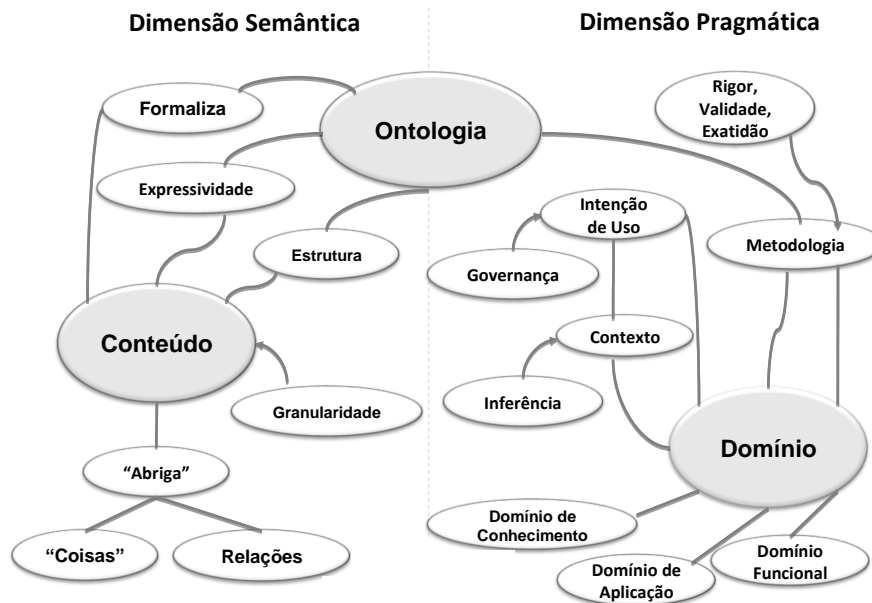 Dimensão Semântica
Dimensão Pragmática
Formaliza
Ontologia
Rigor,
Validade,
Exatidão
Expressividade
Intenção
de Uso
Estrutura
Metodologia
Governança
Conteúdo
Contexto
Granularidade
Inferência
Domínio
“Abriga”
Domínio de
Conhecimento
“Coisas”
Relações
Domínio de
Aplicação
Domínio
Funcional